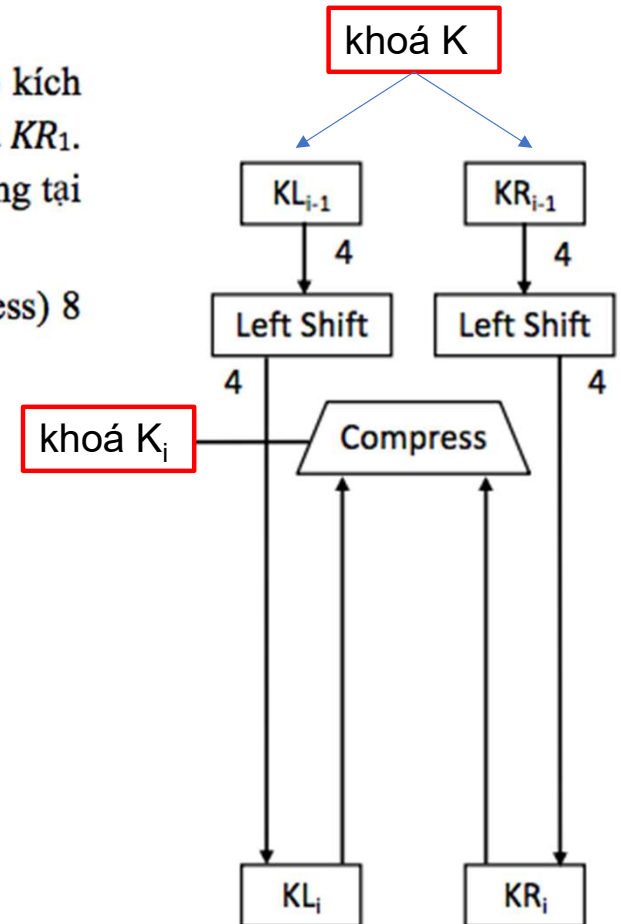 khoá K
kích
KR₁.
ng tại
ess) 8
KLᵢ₋₁ KRᵢ₋₁
4 4
Left Shift Left Shift
4 4
khoá Kᵢ
Compress
KLᵢ KRᵢ